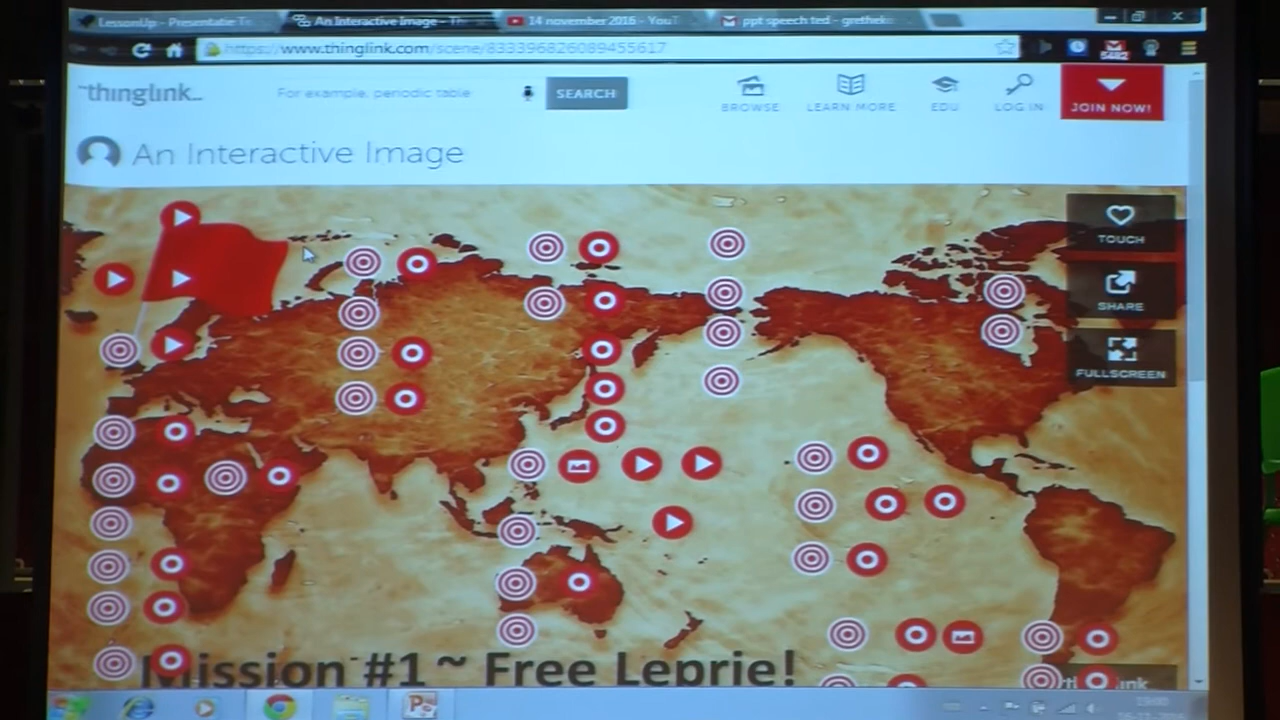 LessonUp - Presentatie
An Interactive Image - Th
14 november 2016 - YouT
ppt speech ted - gretheke
https://www.thinglink.com/scene/833396826089455617
thinglink..
For example, periodic table
SEARCH
BROWSE
LEARN MORE
EDU
LOG IN
JOIN NOW!
An Interactive Image
TOUCH
SHARE
FULLSCREEN
Mission #1 ~ Free Leprie!